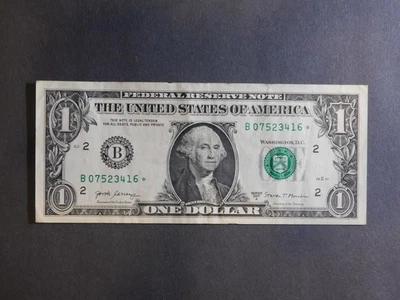 FEDERAL RESERVE NOTE
THE UNITED STATES OF AMERICA
1
1
THIS NOTE IS LEGAL TENDER
FOR ALL DEBTS, PUBLIC AND PRIVATE
B 07523416 *
WASHINGTON, D.C.
2
2
B
B 07523416 *
2
2
ONE DOLLAR
1
1